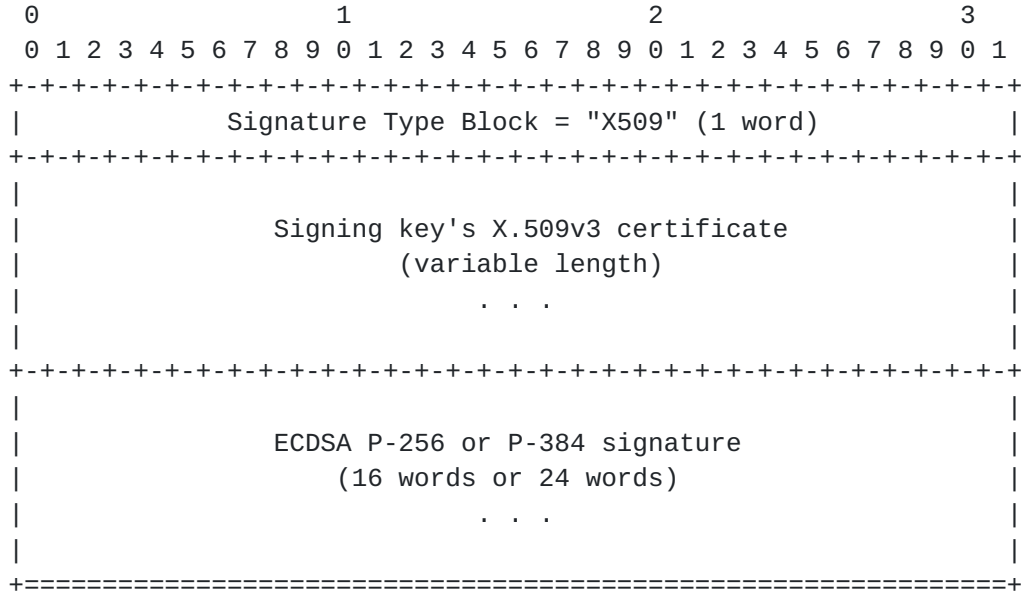 0                   1                   2                   3
 0 1 2 3 4 5 6 7 8 9 0 1 2 3 4 5 6 7 8 9 0 1 2 3 4 5 6 7 8 9 0 1
+-+-+-+-+-+-+-+-+-+-+-+-+-+-+-+-+-+-+-+-+-+-+-+-+-+-+-+-+-+-+-+-+
|             Signature Type Block = "X509" (1 word)            |
+-+-+-+-+-+-+-+-+-+-+-+-+-+-+-+-+-+-+-+-+-+-+-+-+-+-+-+-+-+-+-+-+
|                                                               |
|                Signing key's X.509v3 certificate              |
|                        (variable length)                      |
|                             . . .                             |
|                                                               |
+-+-+-+-+-+-+-+-+-+-+-+-+-+-+-+-+-+-+-+-+-+-+-+-+-+-+-+-+-+-+-+-+
|                                                               |
|                ECDSA P-256 or P-384 signature                 |
|                    (16 words or 24 words)                     |
|                             . . .                             |
|                                                               |
+===============================================================+